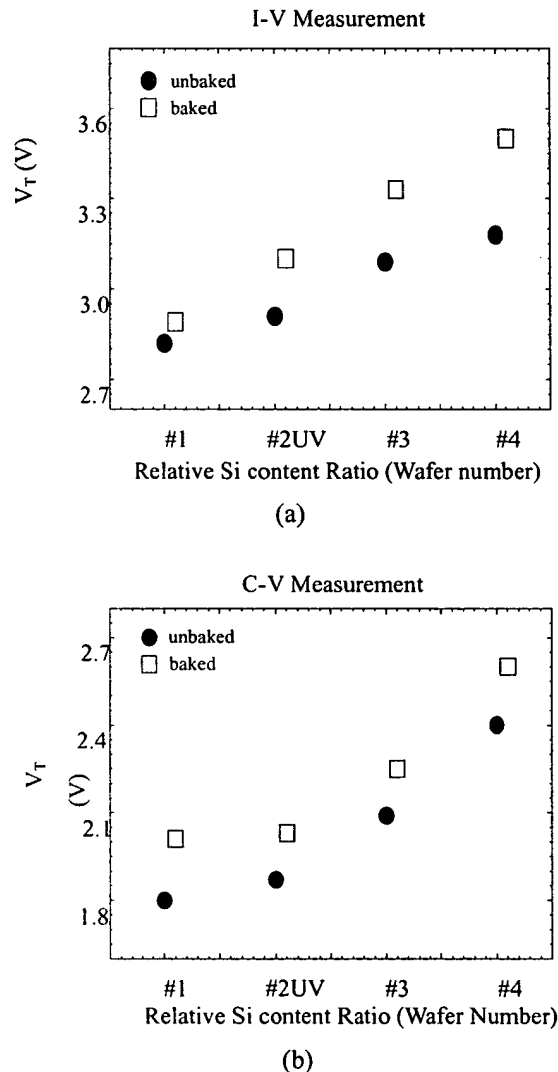 I-V Measurement
unbaked
baked
3.6
3.3
3.0
2.7
V_T (V)
#1 #2UV #3 #4
Relative Si content Ratio (Wafer number)
(a)
C-V Measurement
unbaked
baked
2.7
2.4
2.1
1.8
V_T
(V)
#1 #2UV #3 #4
Relative Si content Ratio (Wafer Number)
(b)